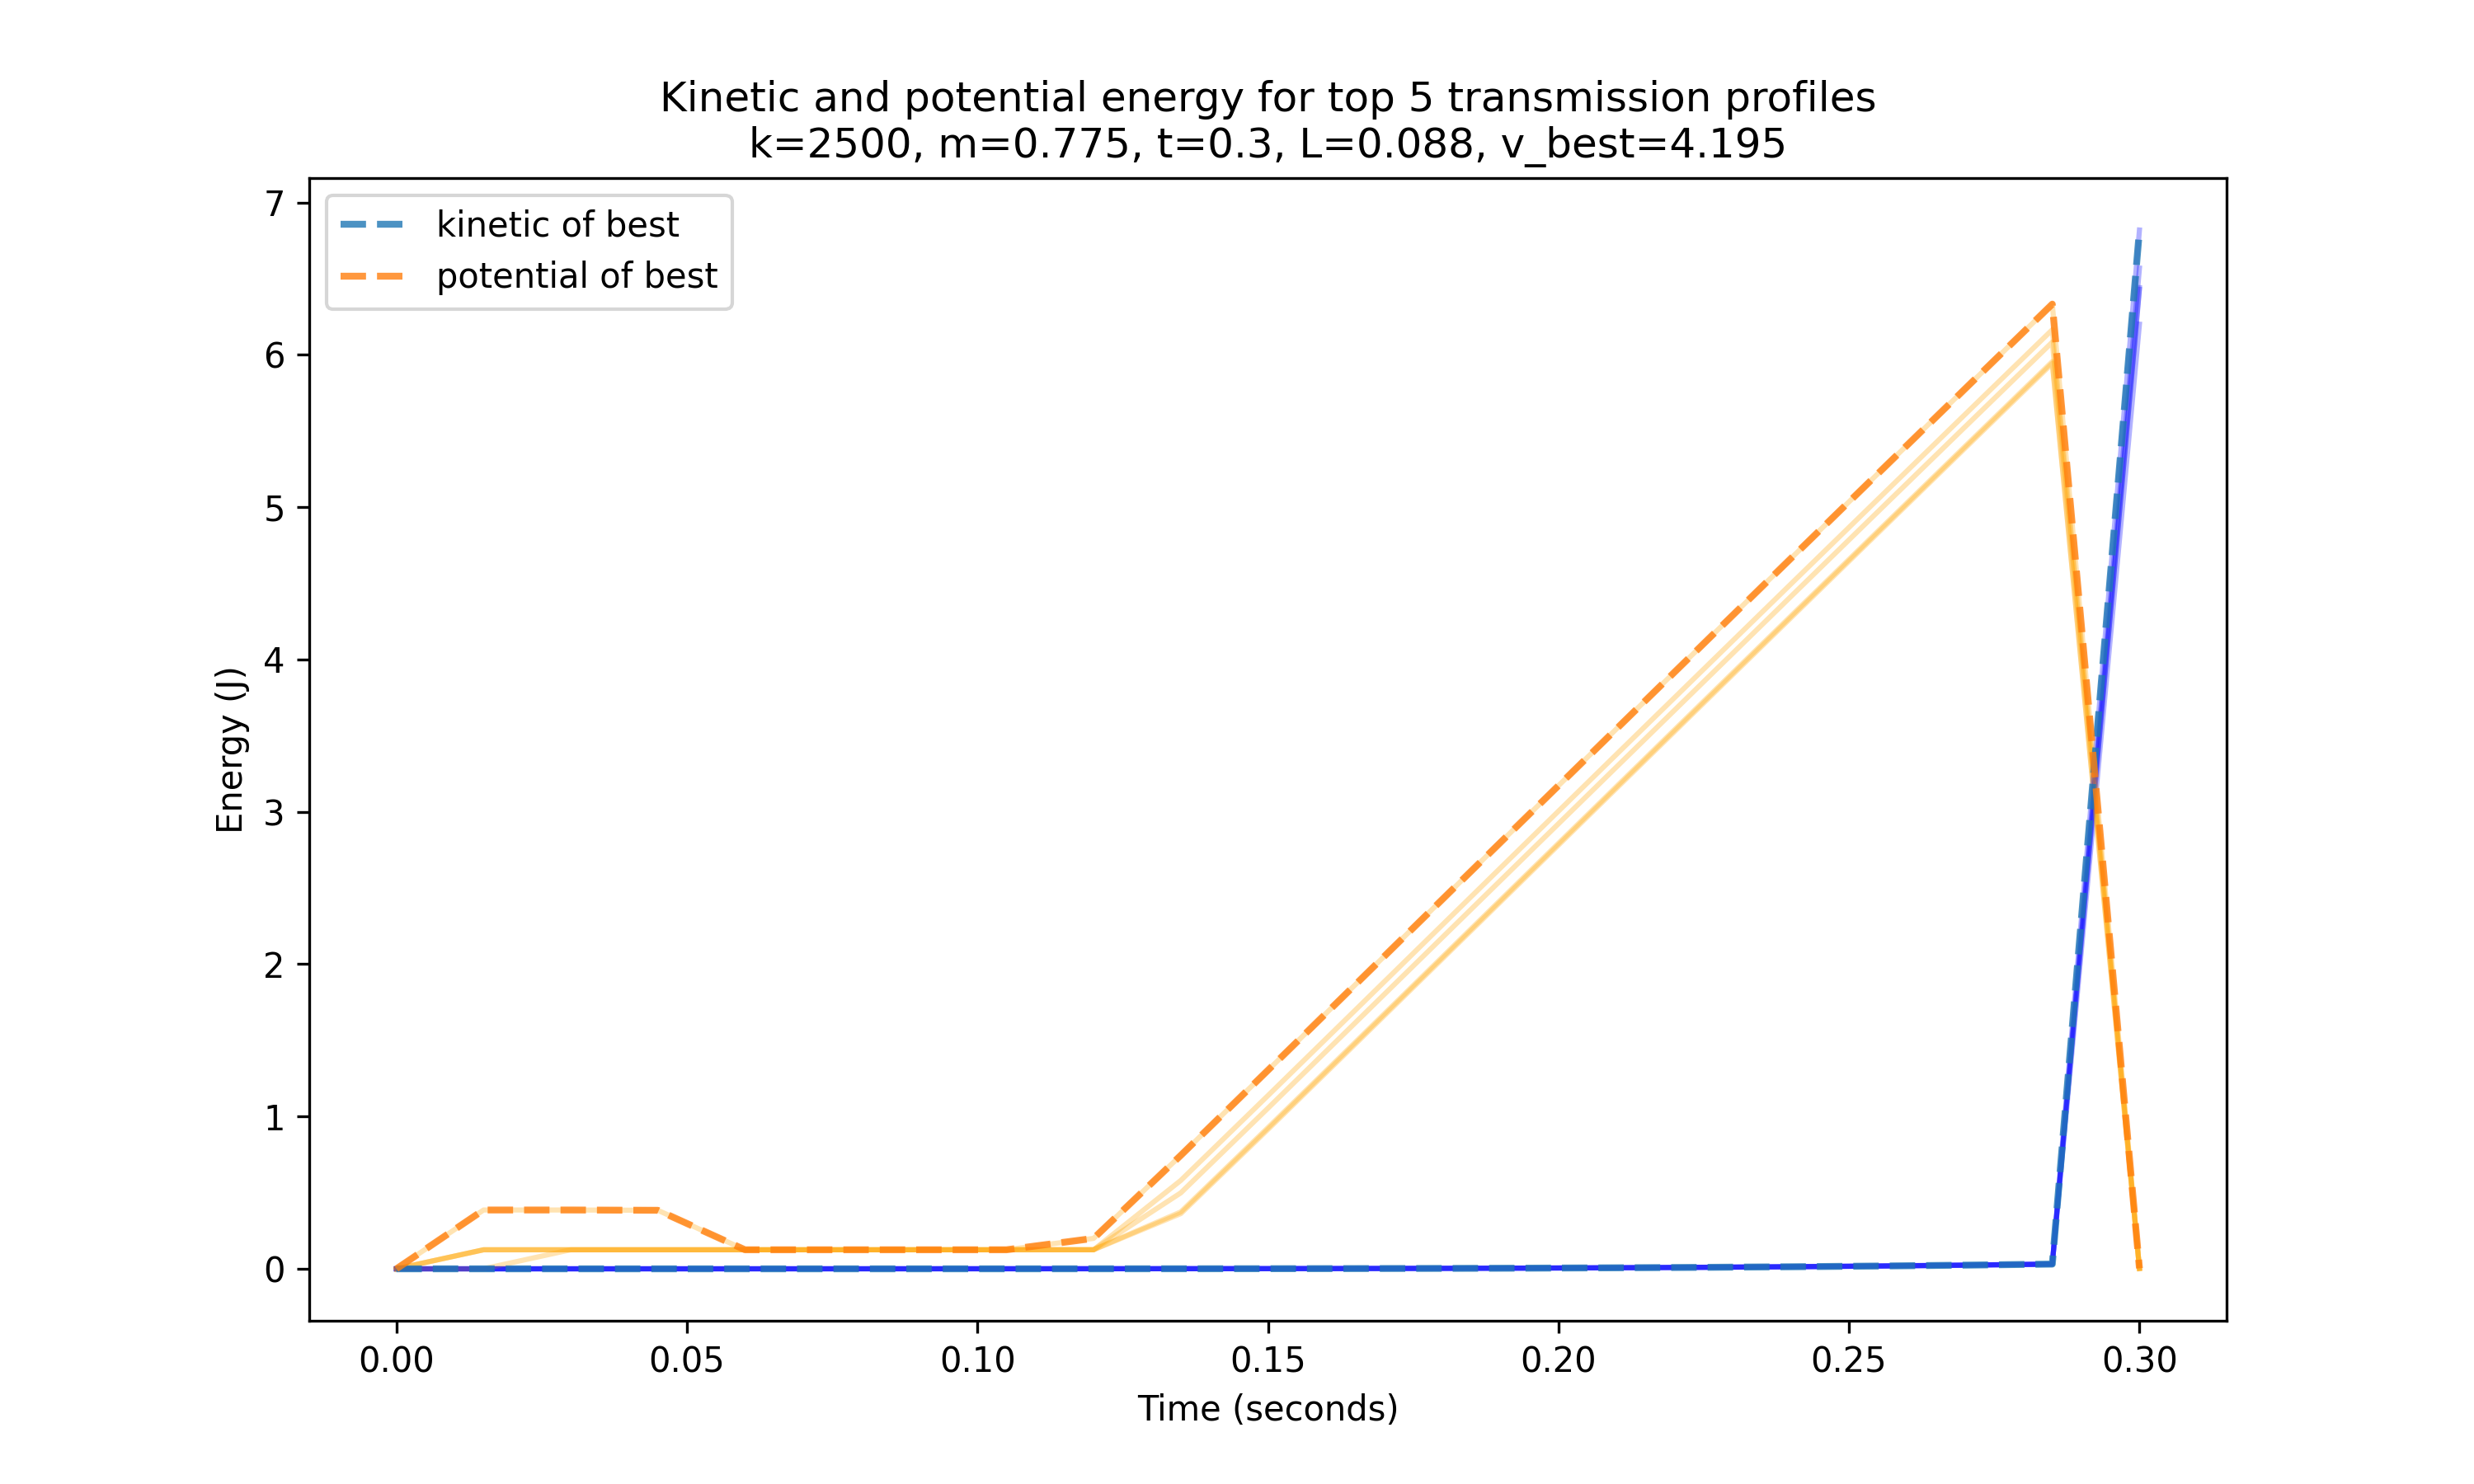 Kinetic and potential energy for top 5 transmission profiles
k=2500, m=0.775, t=0.3, L=0.088, v_best=4.195
kinetic of best
potential of best
7
6
5
4
3
2
1
0
Energy (J)
0.00 0.05 0.10 0.15 0.20 0.25 0.30
Time (seconds)